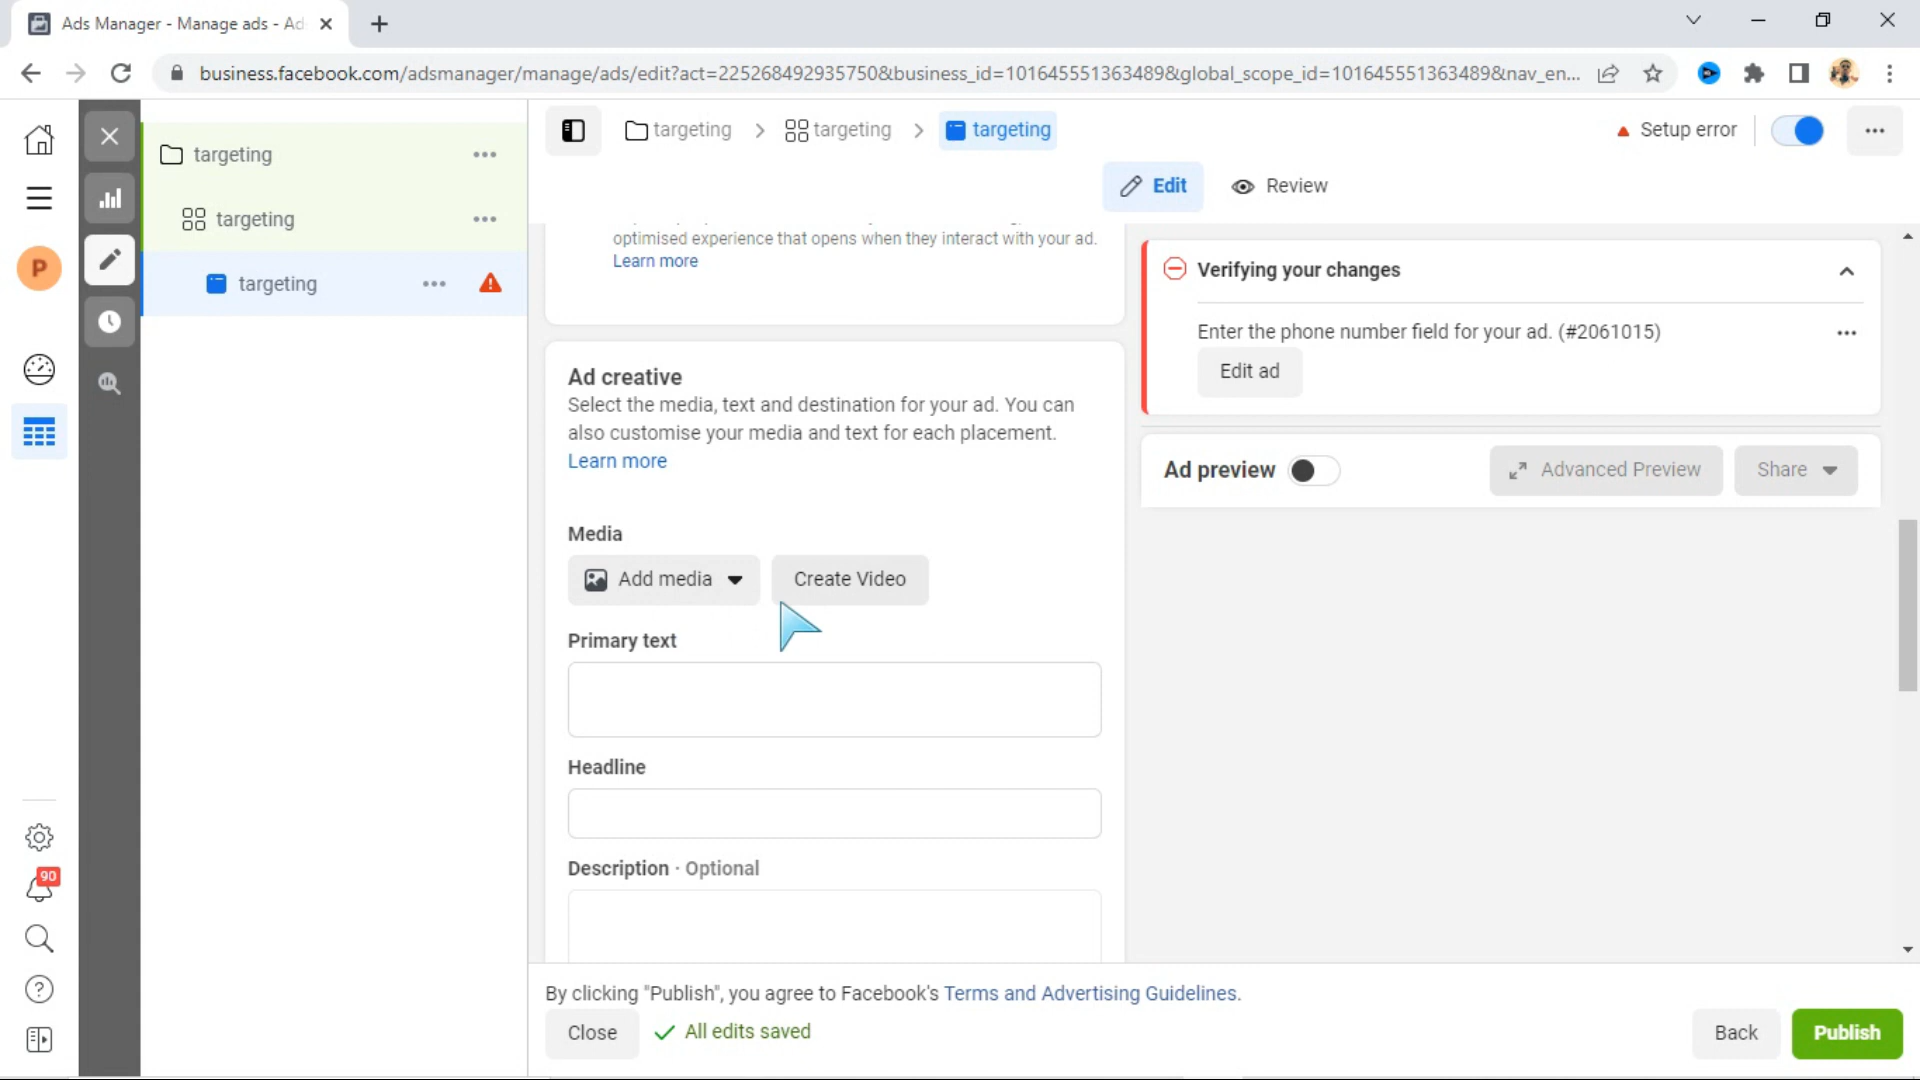 Ads Manager - Manage ads - Ad
business.facebook.com/adsmanager/manage/ads/edit?act=225268492935750&business_id=101645551363489&global_scope_id=101645551363489&nav_en...
targeting
targeting
targeting
P
90
targeting > targeting > targeting
Setup error
Edit
Review
optimised experience that opens when they interact with your ad.
Learn more
Ad creative
Select the media, text and destination for your ad. You can
also customise your media and text for each placement.
Learn more
Media
Add media
Create Video
Primary text
Headline
Description · Optional
Verifying your changes
Enter the phone number field for your ad. (#2061015)
Edit ad
Ad preview
Advanced Preview
Share
By clicking "Publish", you agree to Facebook's Terms and Advertising Guidelines.
Close
All edits saved
Back
Publish